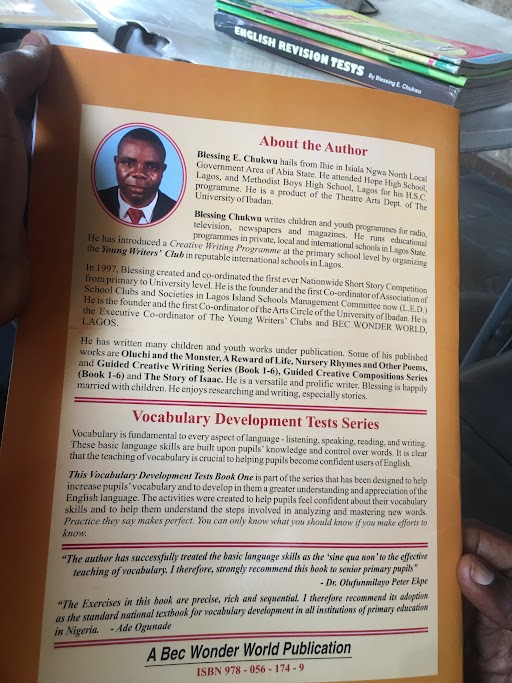 ENGLISH REVISION TESTS By Blessing E. Chukwu
About the Author
Blessing E. Chukwu hails from Ihie in Isiala Ngwa North Local
Government Area of Abia State. He attended Hope High School,
Lagos, and Methodist Boys High School, Lagos for his H.S.C.
programme. He is a product of the Theatre Arts Dept. of The
University of Ibadan.
Blessing Chukwu writes children and youth programmes for radio,
television, newspapers and magazines. He runs educational
programmes in private, local and international schools in Lagos State.
He has introduced a Creative Writing Programme at the primary school level by organizing
the Young Writers' Club in reputable international schools in Lagos.
In 1997, Blessing created and co-ordinated the first ever Nationwide Short Story Competition
from primary to University level. He is the founder and the first Co-ordinator of Association of
School Clubs and Societies in Lagos Island Schools Management Committee now (L.E.D.)
He is the founder and the first Co-ordinator of the Arts Circle of the University of Ibadan. He is
the Executive Co-ordinator of The Young Writers' Clubs and BEC WONDER WORLD,
LAGOS.
He has written many children and youth works under publication. Some of his published
works are Oluchi and the Monster, A Reward of Life, Nursery Rhymes and Other Poems,
and Guided Creative Writing Series (Book 1-6), Guided Creative Compositions Series
(Book 1-6) and The Story of Isaac. He is a versatile and prolific writer. Blessing is happily
married with children. He enjoys researching and writing, especially stories.
Vocabulary Development Tests Series
Vocabulary is fundamental to every aspect of language - listening, speaking, reading, and writing.
These basic language skills are built upon pupils' knowledge and control over words. It is clear
that the teaching of vocabulary is crucial to helping pupils become confident users of English.
This Vocabulary Development Tests Book One is part of the series that has been designed to help
increase pupils' vocabulary and to develop in them a greater understanding and appreciation of the
English language. The activities were created to help pupils feel confident about their vocabulary
skills and to help them understand the steps involved in analyzing and mastering new words.
Practice they say makes perfect. You can only know what you should know if you make efforts to
know.
"The author has successfully treated the basic language skills as the 'sine qua non' to the effective
teaching of vocabulary. I therefore, strongly recommend this book to senior primary pupils"
- Dr. Olufunmilayo Peter Ekpe
"The Exercises in this book are precise, rich and sequential. I therefore recommend its adoption
as the standard national textbook for vocabulary development in all institutions of primary education
in Nigeria. - Ade Ogunade
A Bec Wonder World Publication
ISBN 978 - 056 - 174 - 9